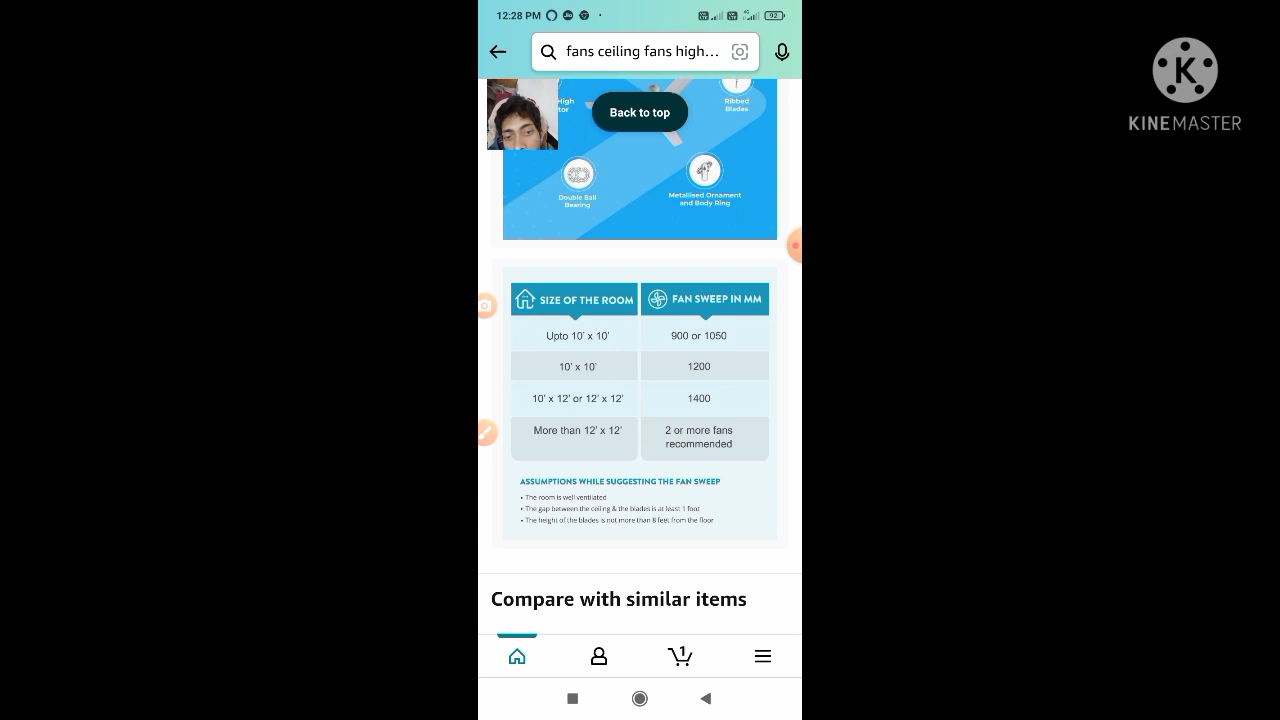 12:28 PM
92
fans ceiling fans high...
KINEMASTER
High
tor
Back to top
Ribbed
Blades
Double Ball
Bearing
Metallised Ornament
and Body Ring
SIZE OF THE ROOM FAN SWEEP IN MM
Upto 10' x 10' 900 or 1050
10' x 10' 1200
10' x 12' or 12' x 12' 1400
More than 12' x 12' 2 or more fans
recommended
ASSUMPTIONS WHILE SUGGESTING THE FAN SWEEP
• The room is well ventilated
• The gap between the ceiling & the blades is at least 1 foot
• The height of the blades is not more than 8 feet from the floor
Compare with similar items
1